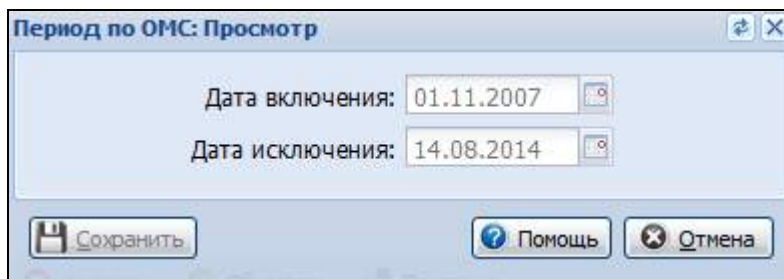 Период по ОМС: Просмотр
Дата включения: 01.11.2007
Дата исключения: 14.08.2014
Сохранить Помощь Отмена